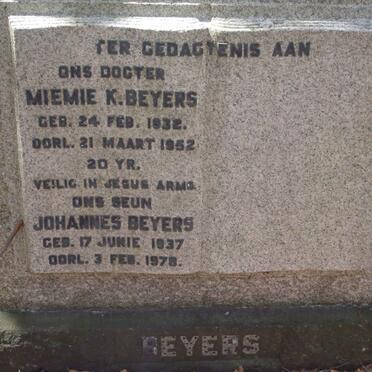 TER GEDAGTENIS AAN
ONS DOGTER
MIEMIE K. BEYERS
GEB. 24 FEB. 1932.
OORL. 21 MAART 1952
20 YR.
VEILIG IN JESUS ARMS.
ONS SEUN
JOHANNES BEYERS
GEB. 17 JUNIE 1937
OORL. 3 FEB. 1978.
BEYERS